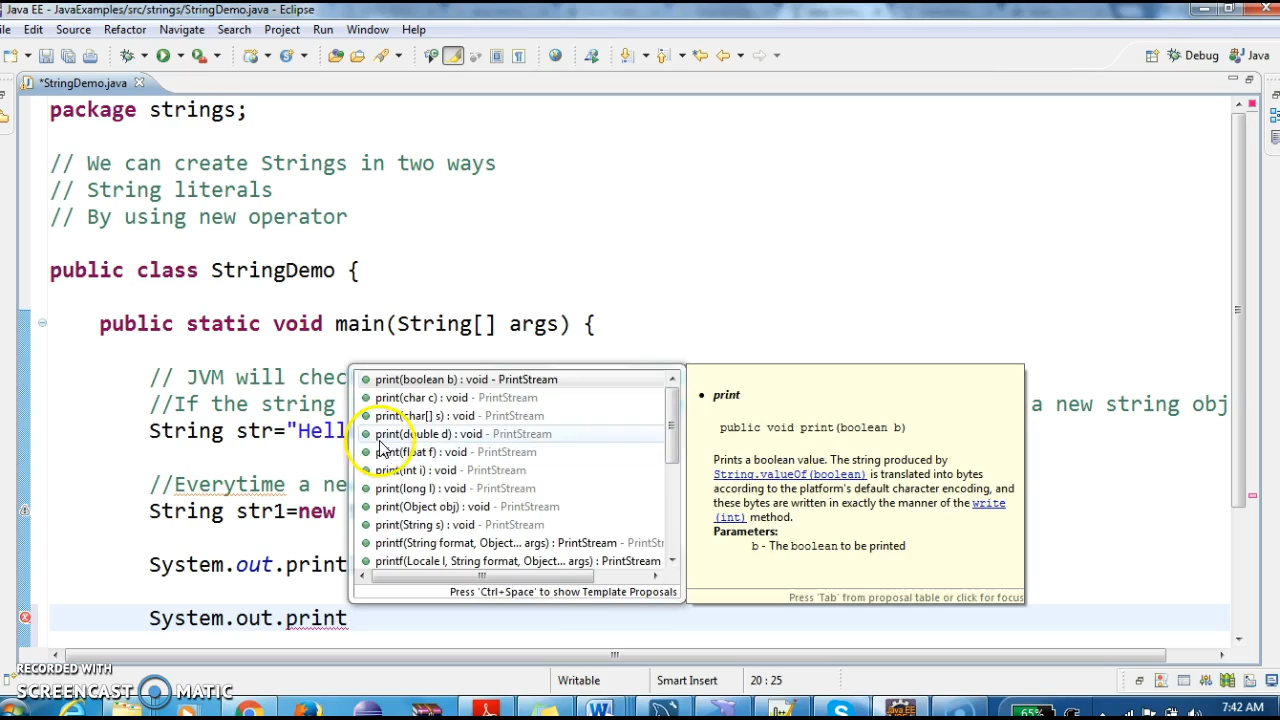 Java EE - JavaExamples/src/strings/StringDemo.java - Eclipse
Edit Source Refactor Navigate Search Project Run Window Help
Debug Java
*StringDemo.java
package strings;
// We can create Strings in two ways
// String literals
// By using new operator
public class StringDemo {
public static void main(String[] args) {
// JVM will chec
//If the string a new string obj
String str="Hell
//Everytime a ne
String str1=new
System.out.print
System.out.print
print(boolean b) : void - PrintStream
print(char c) : void - PrintStream
print(char[] s) : void - PrintStream
print(double d) : void - PrintStream
print(float f) : void - PrintStream
print(int i) : void - PrintStream
print(long l) : void - PrintStream
print(Object obj) : void - PrintStream
print(String s) : void - PrintStream
printf(String format, Object... args) : PrintStream - PrintStr
printf(Locale l, String format, Object... args) : PrintStream
Press 'Ctrl+Space' to show Template Proposals
print
public void print(boolean b)
Prints a boolean value. The string produced by
String.valueOf(boolean) is translated into bytes
according to the platform's default character encoding, and
these bytes are written in exactly the manner of the write
(int) method.
Parameters:
b - The boolean to be printed
Press 'Tab' from proposal table or click for focus
Writable Smart Insert 20 : 25
RECORDED WITH
SCREENCAST MATIC
65%
7:42 AM